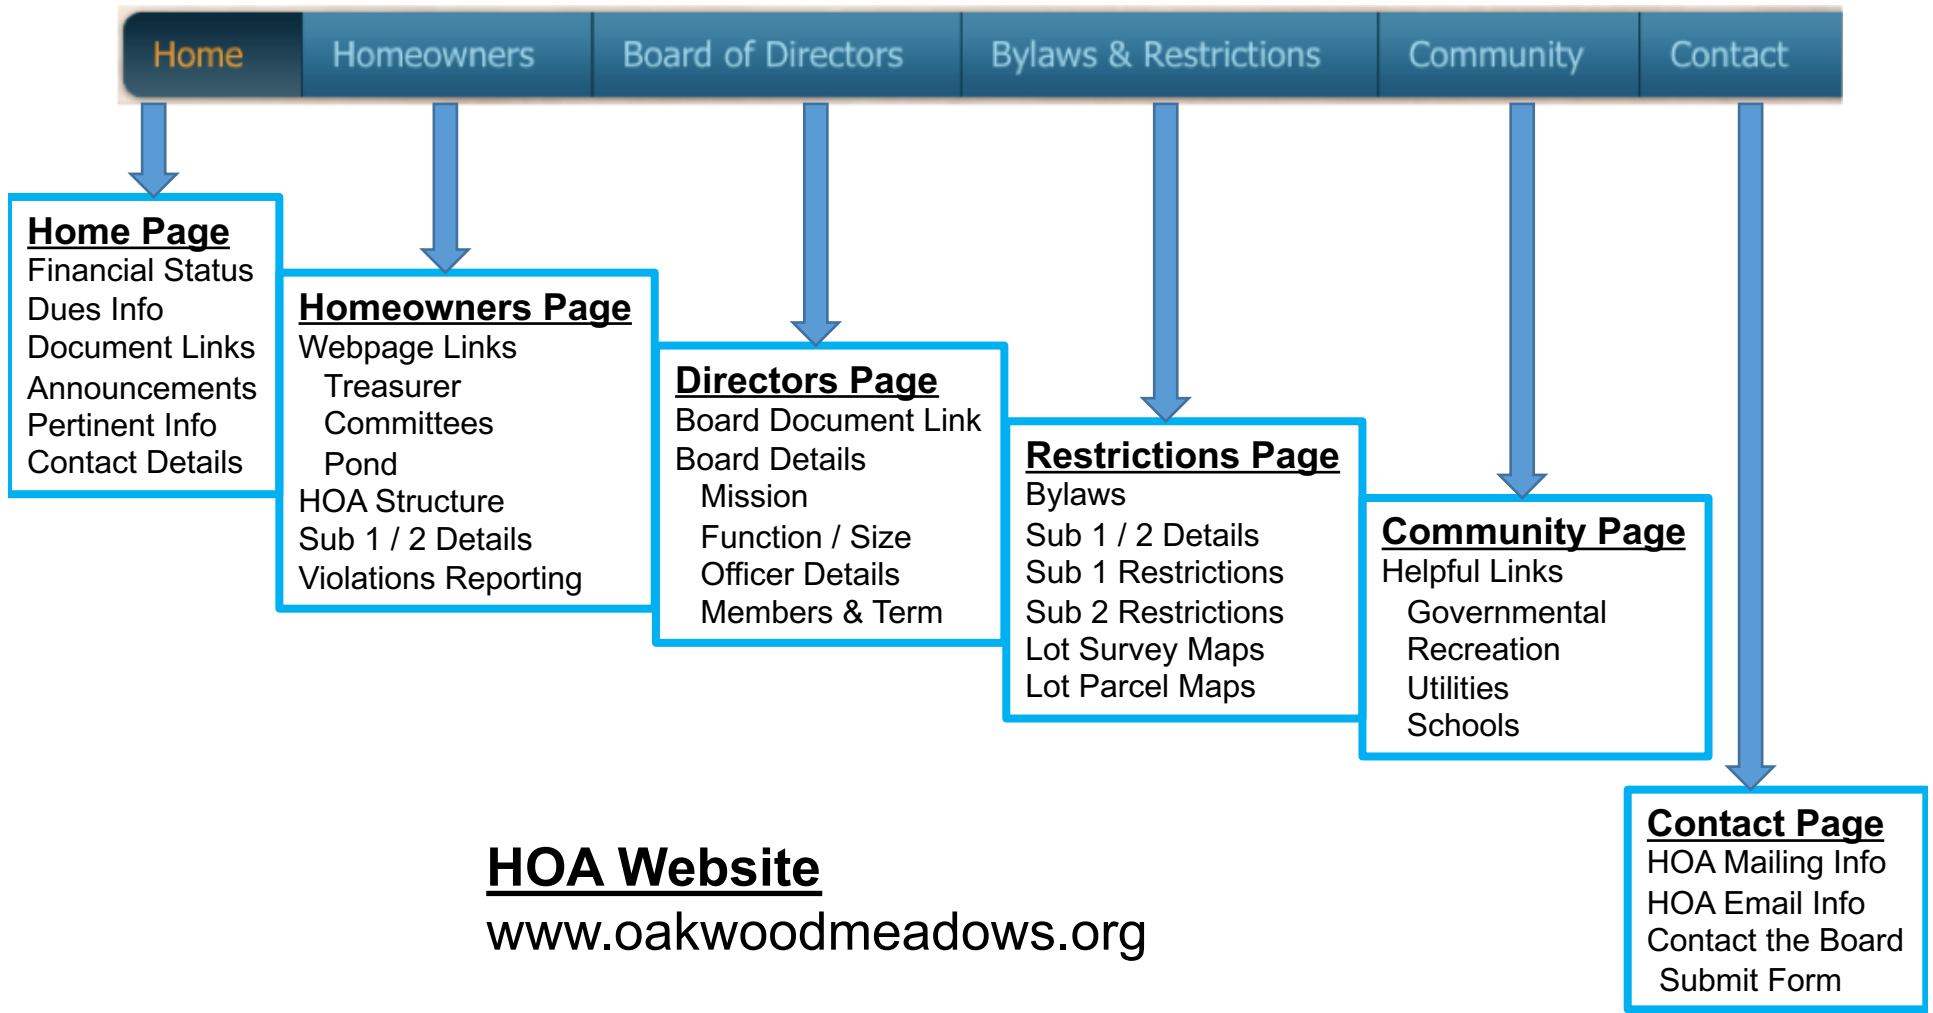 Home Homeowners Board of Directors Bylaws & Restrictions Community Contact
Home Page
Financial Status
Dues Info
Document Links
Announcements
Pertinent Info
Contact Details
Homeowners Page
Webpage Links
Treasurer
Committees
Pond
HOA Structure
Sub 1 / 2 Details
Violations Reporting
Directors Page
Board Document Link
Board Details
Mission
Function / Size
Officer Details
Members & Term
Restrictions Page
Bylaws
Sub 1 / 2 Details
Sub 1 Restrictions
Sub 2 Restrictions
Lot Survey Maps
Lot Parcel Maps
Community Page
Helpful Links
Governmental
Recreation
Utilities
Schools
Contact Page
HOA Mailing Info
HOA Email Info
Contact the Board
Submit Form
HOA Website
www.oakwoodmeadows.org